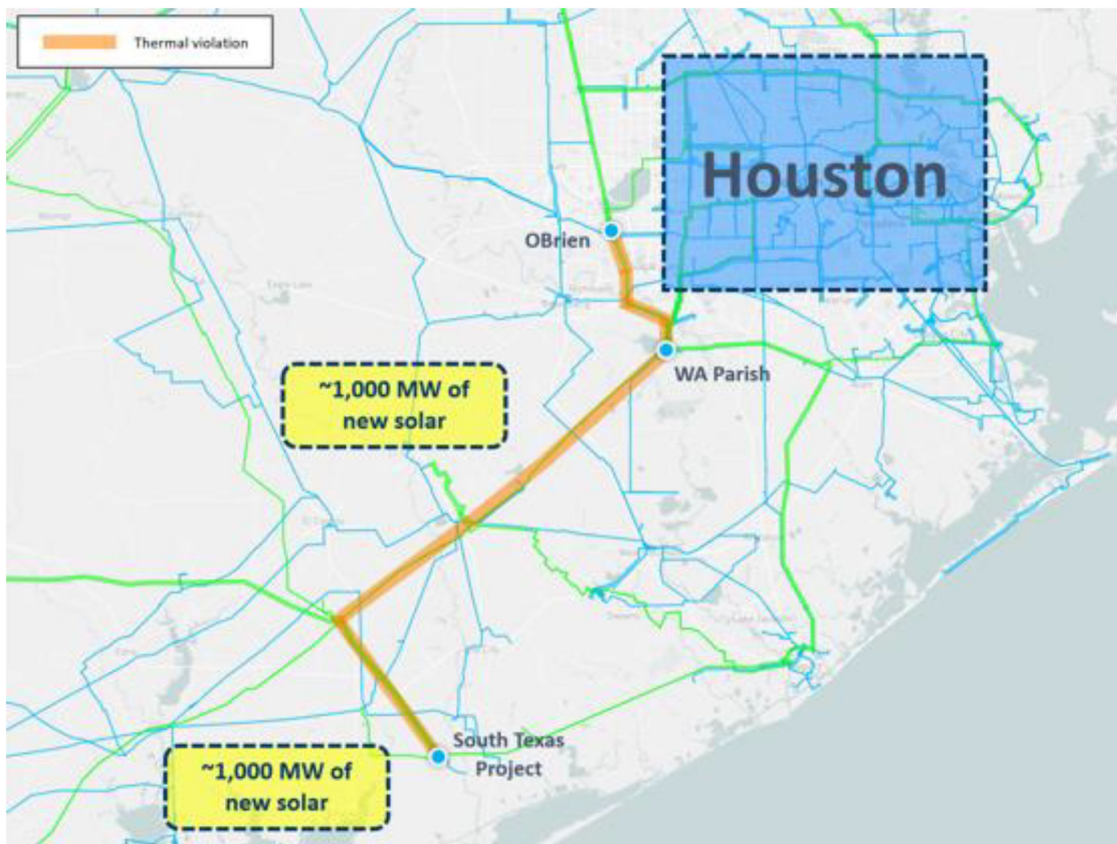 Thermal violation
Houston
OBrien
WA Parish
~1,000 MW of
new solar
South Texas
Project
~1,000 MW of
new solar